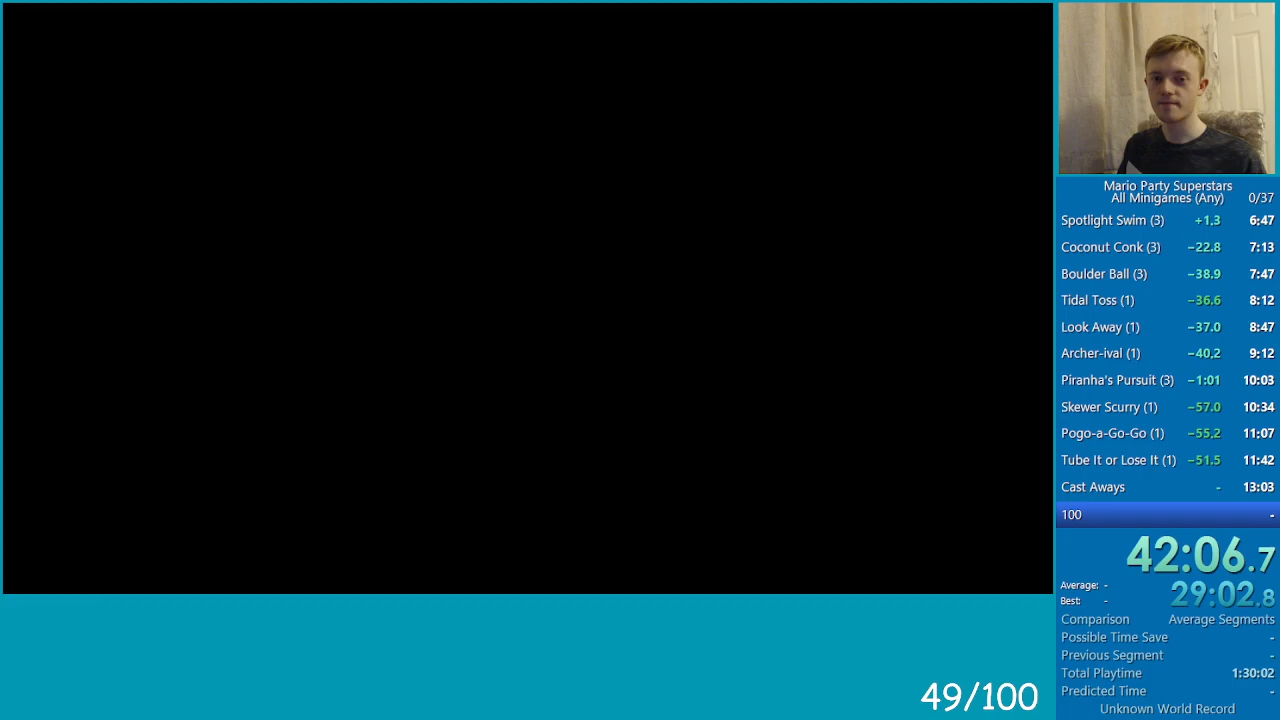 Mario Party Superstars
All Minigames (Any) 0/37
Spotlight Swim (3) +1.3 6:47
Coconut Conk (3) −22.8 7:13
Boulder Ball (3) −38.9 7:47
Tidal Toss (1) −36.6 8:12
Look Away (1) −37.0 8:47
Archer-ival (1) −40.2 9:12
Piranha's Pursuit (3) −1:01 10:03
Skewer Scurry (1) −57.0 10:34
Pogo-a-Go-Go (1) −55.2 11:07
Tube It or Lose It (1) −51.5 11:42
Cast Aways - 13:03
100 -
42:06.7
Average: -
Best: -
29:02.8
Comparison Average Segments
Possible Time Save -
Previous Segment -
Total Playtime 1:30:02
Predicted Time -
Unknown World Record
49/100